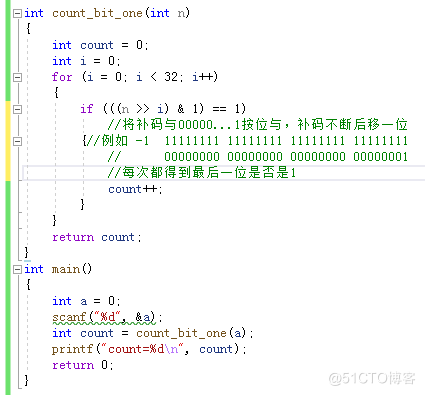 int count_bit_one(int n)
{
    int count = 0;
    int i = 0;
    for (i = 0; i < 32; i++)
    {
        if (((n >> i) & 1) == 1)
            //将补码与00000...1按位与，补码不断后移一位
        {//例如 -1  11111111 11111111 11111111 11111111
            //      00000000 00000000 00000000 00000001
            //每次都得到最后一位是否是1
            count++;
        }
    }
    return count;
}
int main()
{
    int a = 0;
    scanf("%d", &a);
    int count = count_bit_one(a);
    printf("count=%d\n", count);
    return 0;
}
@51CTO博客